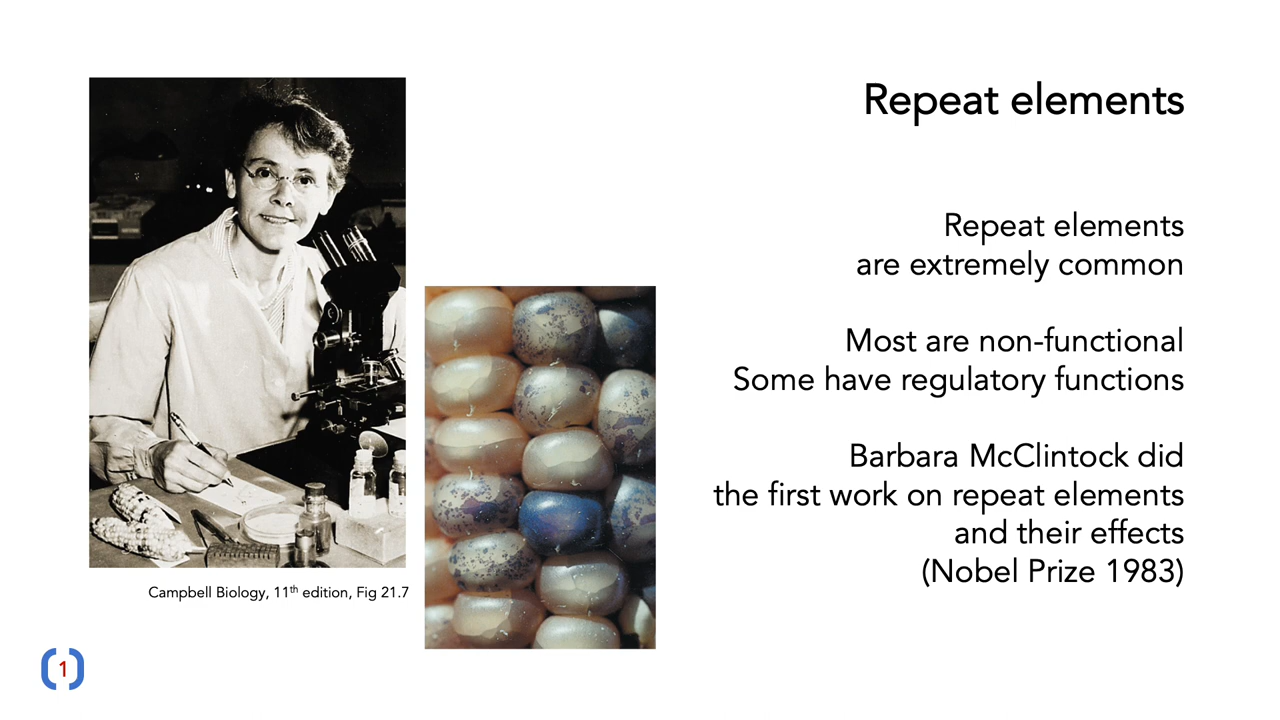 Repeat elements
Repeat elements
are extremely common
Most are non-functional
Some have regulatory functions
Barbara McClintock did
the first work on repeat elements
and their effects
(Nobel Prize 1983)
Campbell Biology, 11th edition, Fig 21.7
1